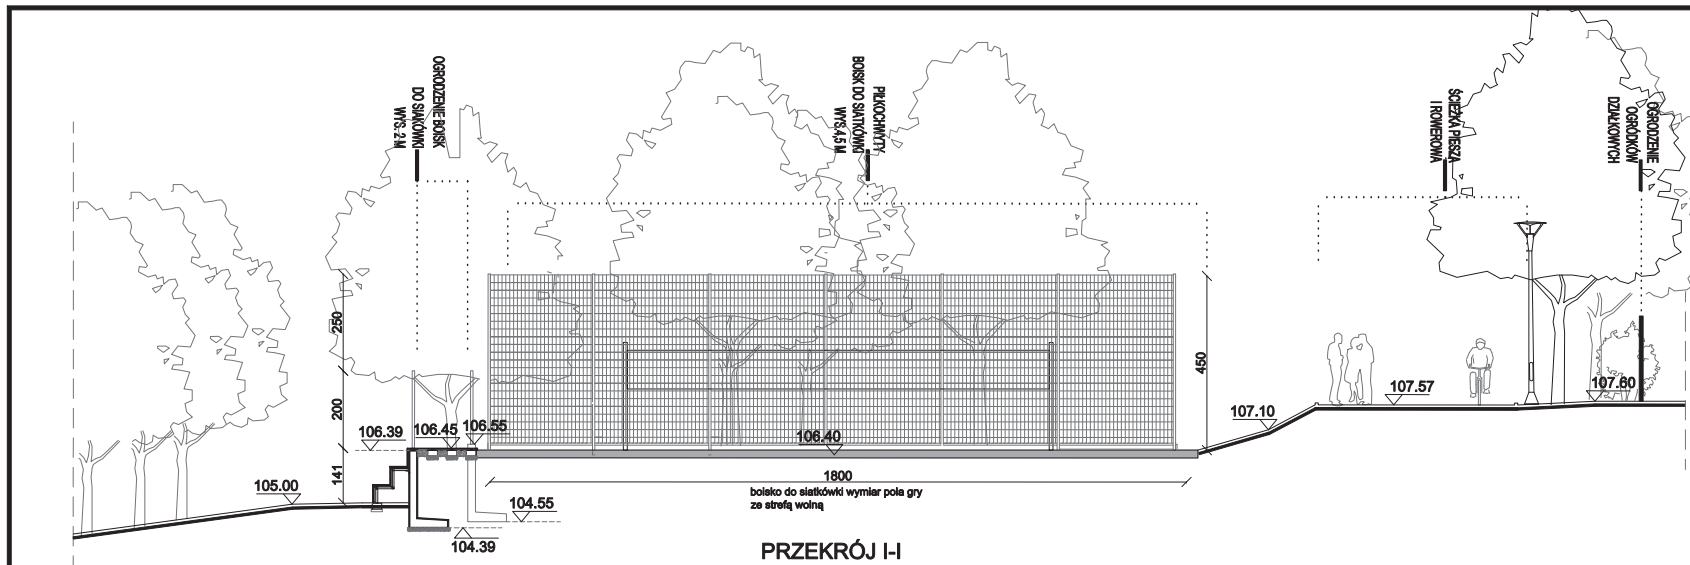 OGRODZENIE BOISK
DO SIAKÓWKI
WYS. 2 M
PIŁKOCHWYTY
BOISK DO SIATKÓWKI
WYS.4,5 M
ŚCIEŻKA PIESZA
I ROWEROWA
OGRODZENIE
OGRÓKÓW
DZIAŁKOWYCH
250
200
141
450
106.39
106.45
106.55
106.40
107.10
107.57
107.60
105.00
104.55
104.39
1800
boisko do siatkówki wymiar pola gry
ze strefą wolną
PRZEKRÓJ I-I